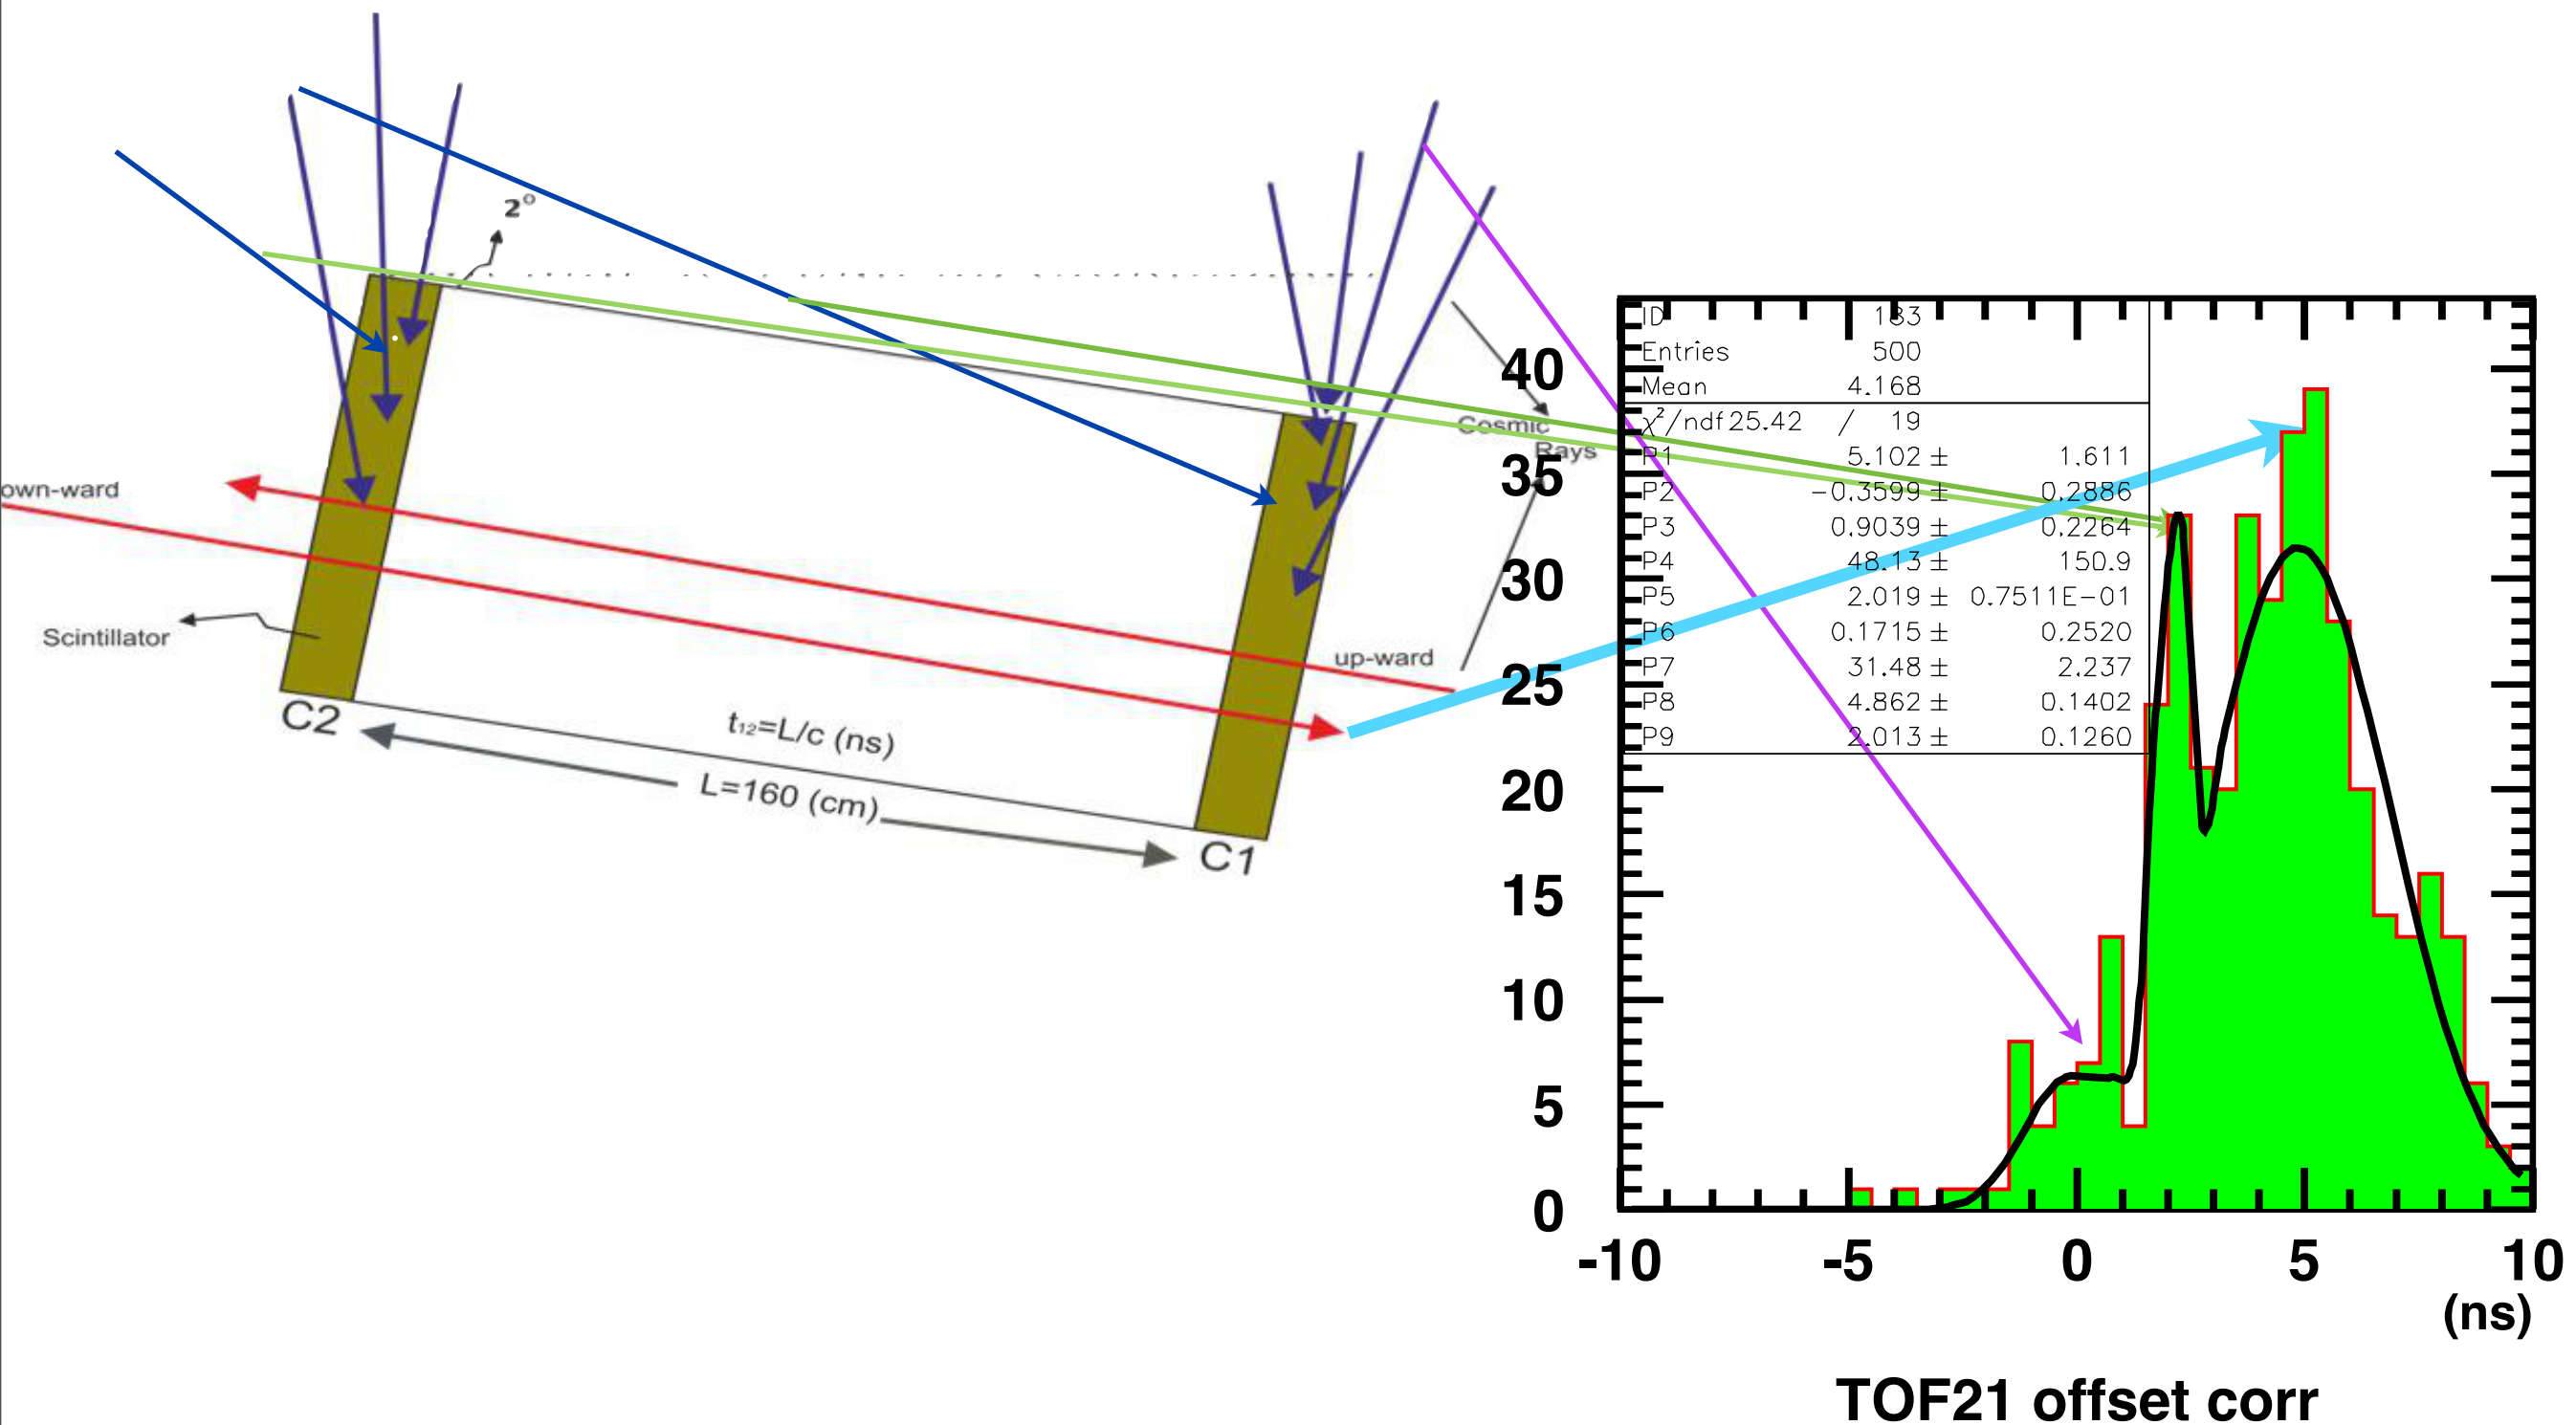 2°
own-ward
Scintillator
up-ward
Cosmic
Rays
C2
t₁₂=L/c (ns)
L=160 (cm)
C1
ID 183
Entries 500
Mean 4.168
χ²/ndf 25.42 / 19
P1 5.102 ± 1.611
P2 -0.3599 ± 0.2886
P3 0.9039 ± 0.2264
P4 48.13 ± 150.9
P5 2.019 ± 0.7511E-01
P6 0.1715 ± 0.2520
P7 31.48 ± 2.237
P8 4.862 ± 0.1402
P9 2.013 ± 0.1260
40
35
30
25
20
15
10
5
0
-10 -5 0 5 10
(ns)
TOF21 offset corr